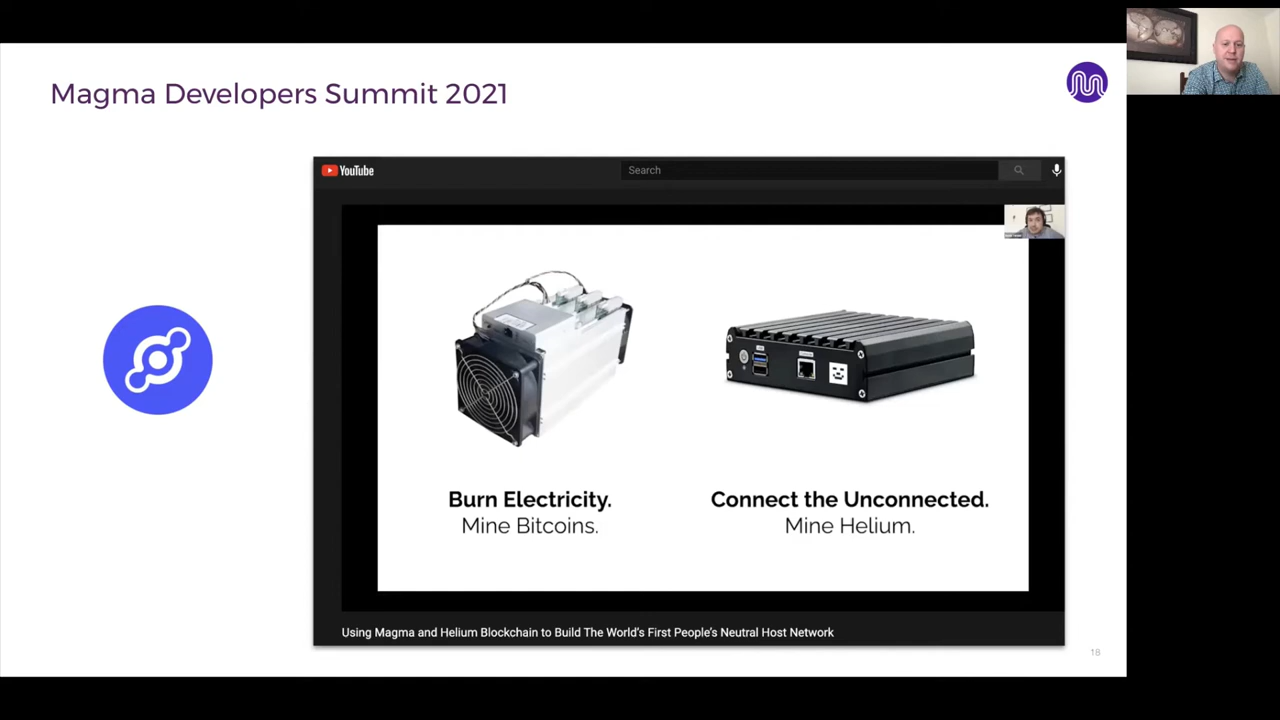 Magma Developers Summit 2021
YouTube
Search
Burn Electricity.
Mine Bitcoins.
Connect the Unconnected.
Mine Helium.
Using Magma and Helium Blockchain to Build The World's First People's Neutral Host Network
18